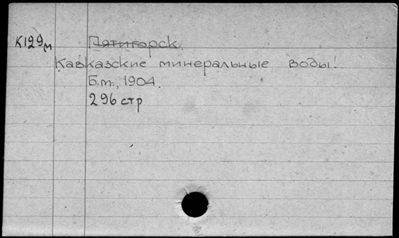 К129м Пятигорск.
Кавказские минеральные воды!
Б.м., 1904.
296 стр